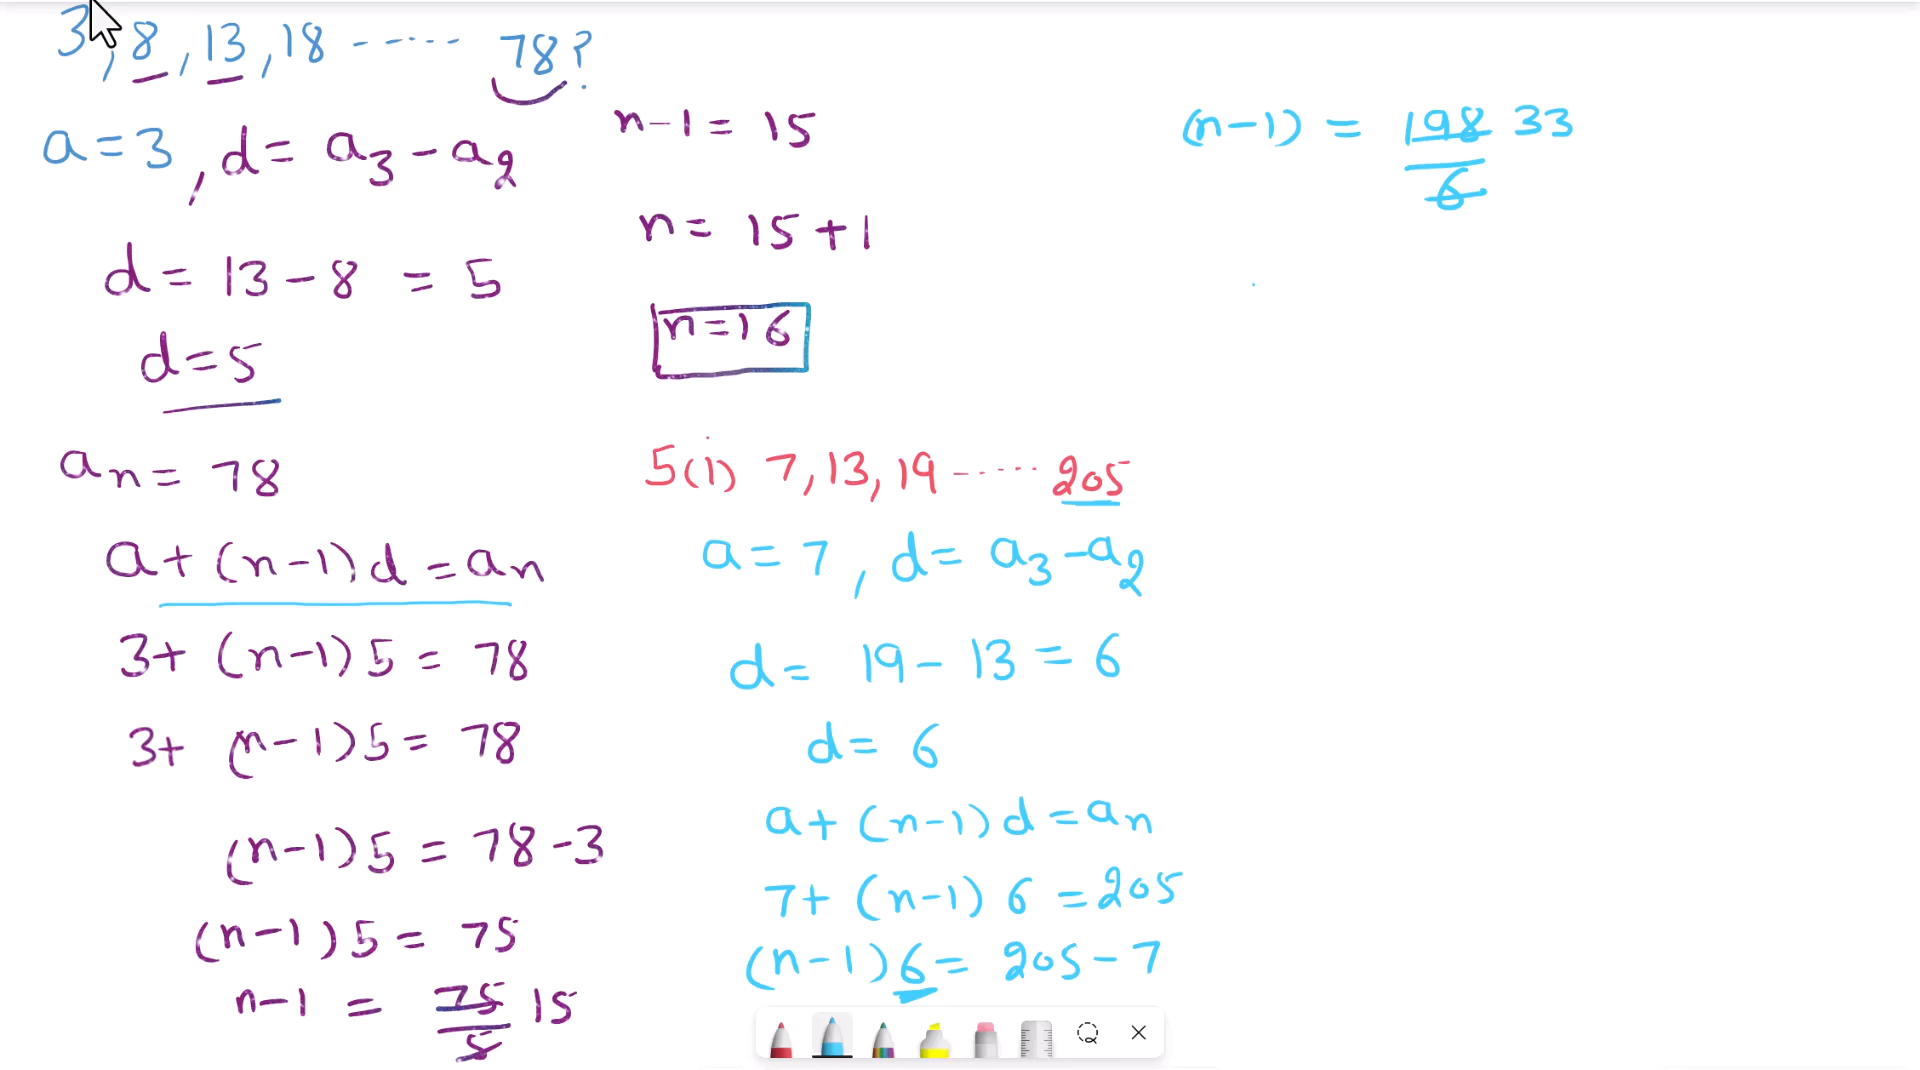 3, 8, 13, 18 ------ 78?
a = 3, d = a₃ - a₂
d = 13 - 8 = 5
d = 5
aₙ = 78
a + (n-1)d = aₙ
3 + (n-1)5 = 78
3 + (n-1)5 = 78
(n-1)5 = 78 - 3
(n-1)5 = 75
n-1 = 75/5 15
n-1 = 15
n = 15 + 1
n = 16
5(i) 7, 13, 19 ------ 205
a = 7, d = a₃ - a₂
d = 19 - 13 = 6
d = 6
a + (n-1)d = aₙ
7 + (n-1)6 = 205
(n-1)6 = 205 - 7
(n-1) = 198/6 33